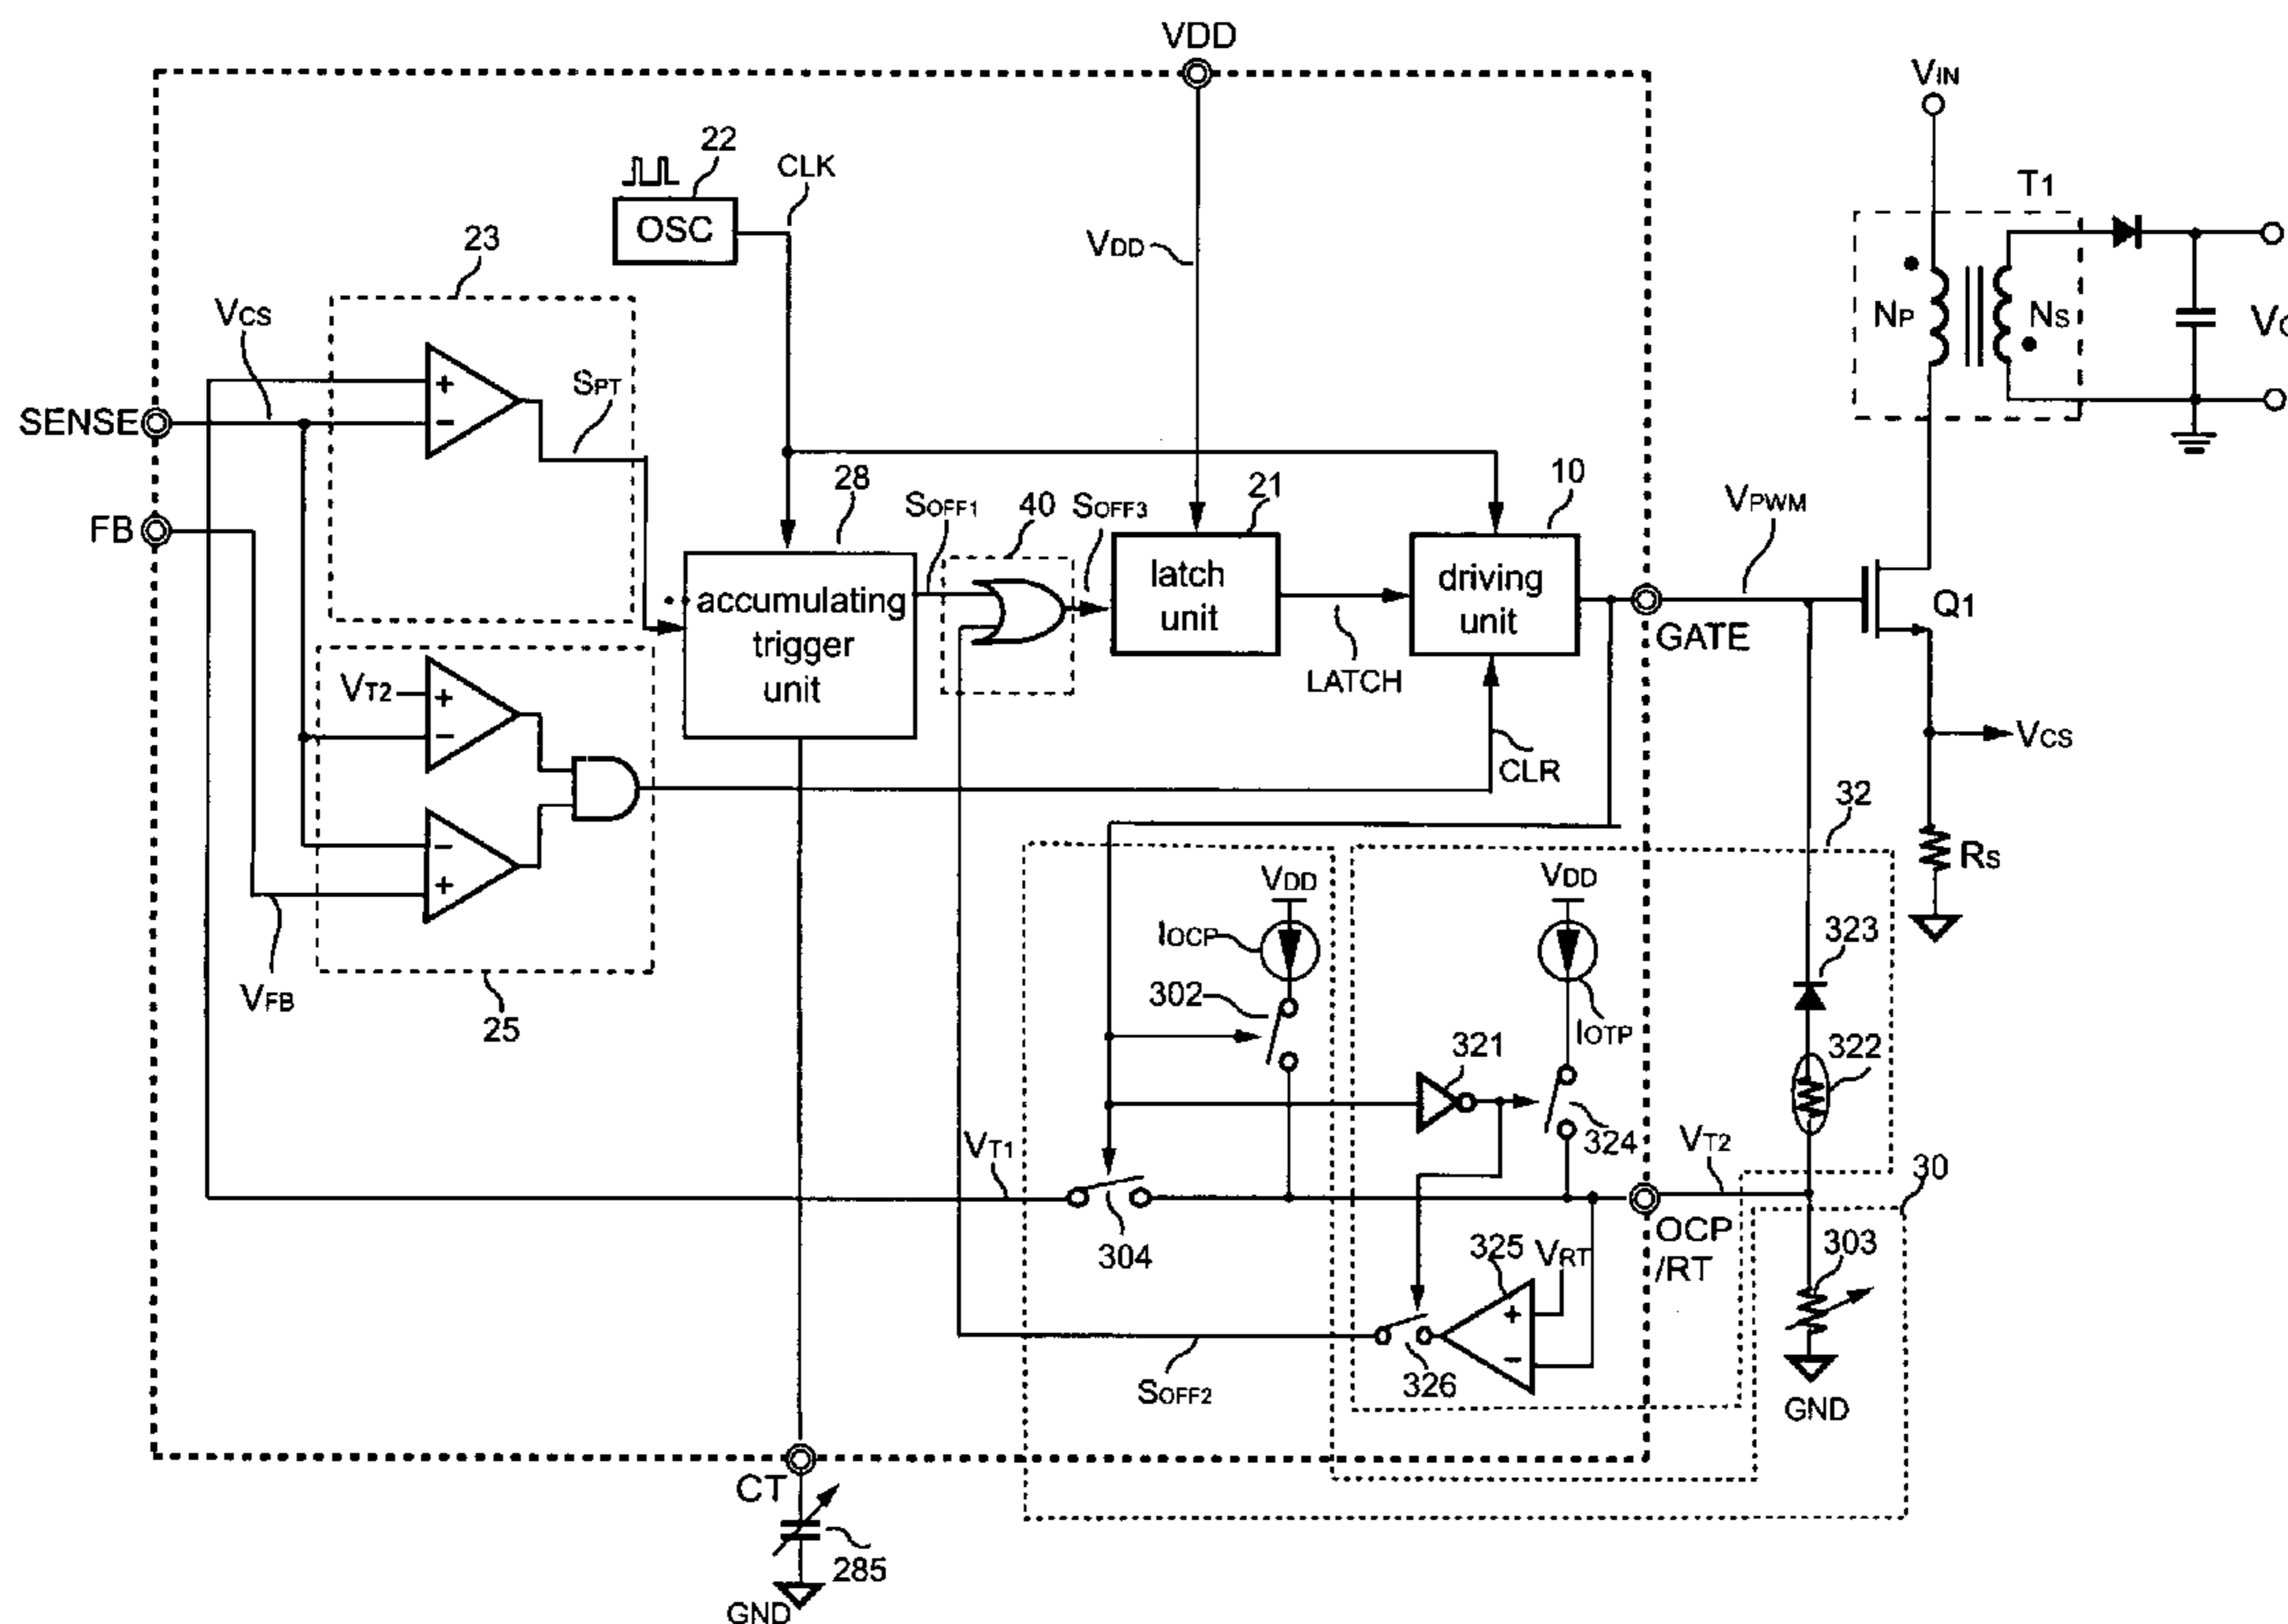 VDD
VIN
22
CLK
T1
OSC
23
VDD
VCS
NP
NS
SPT
SENSE
28
SOFF1
40
SOFF3
21
10
VPWM
FB
accumulating
trigger
unit
latch
unit
driving
unit
Q1
GATE
LATCH
VT2
+
−
+
−
−
+
VCS
CLR
32
RS
VDD
VDD
IOCP
323
VFB
25
302
IOTP
321
322
324
VT1
VT2
30
304
OCP
/RT
325
VRT
303
+
−
326
SOFF2
GND
CT
285
GND